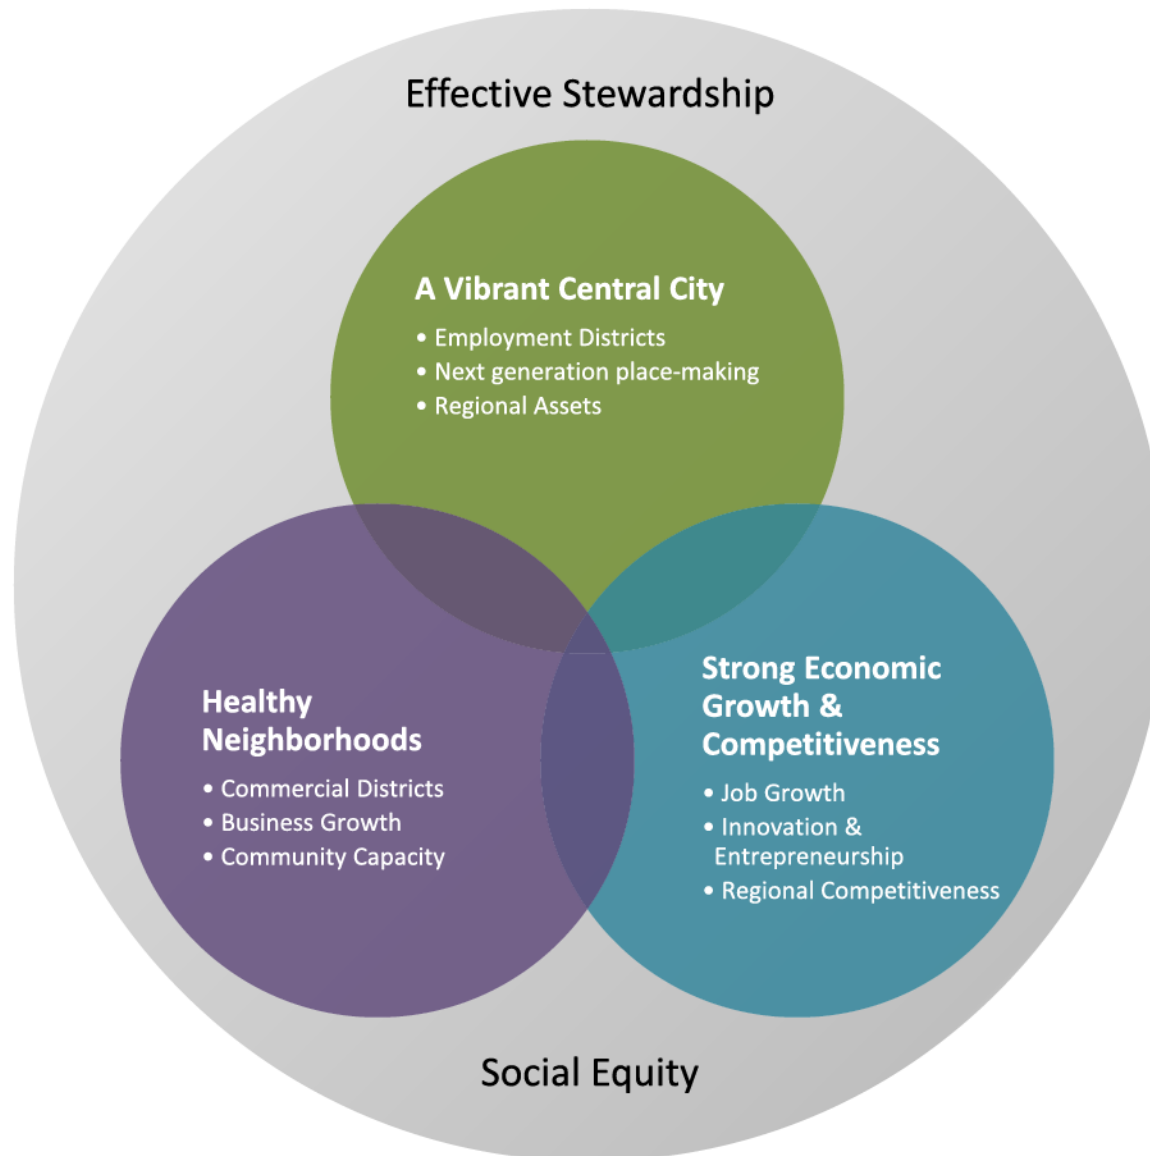 Effective Stewardship
A Vibrant Central City
• Employment Districts
• Next generation place-making
• Regional Assets
Healthy
Neighborhoods
• Commercial Districts
• Business Growth
• Community Capacity
Strong Economic
Growth &
Competitiveness
• Job Growth
• Innovation &
Entrepreneurship
• Regional Competitiveness
Social Equity